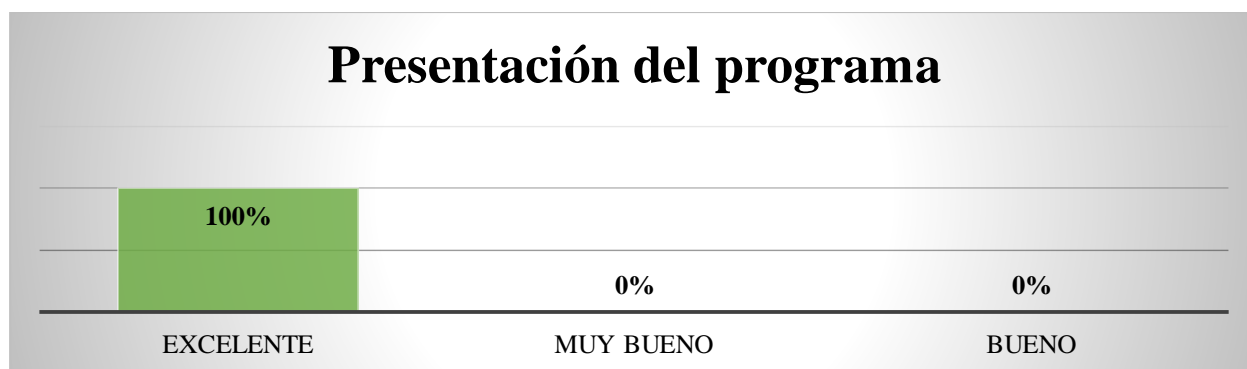 Presentación del programa
100%
0%
0%
EXCELENTE
MUY BUENO
BUENO